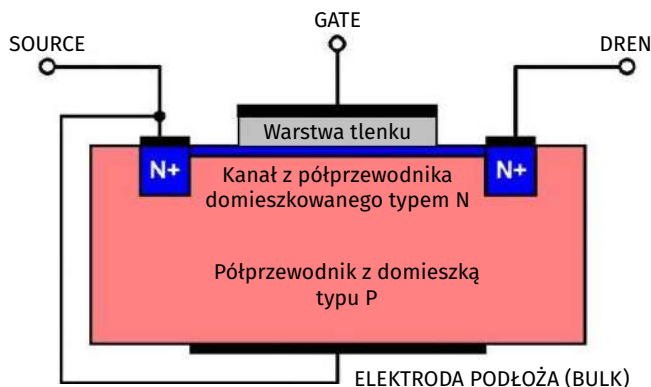 GATE
SOURCE
DREN
Warstwa tlenku
N+
N+
Kanał z półprzewodnika
domieszkowanego typem N
Półprzewodnik z domieszką
typu P
ELEKTRODA PODŁOŻA (BULK)